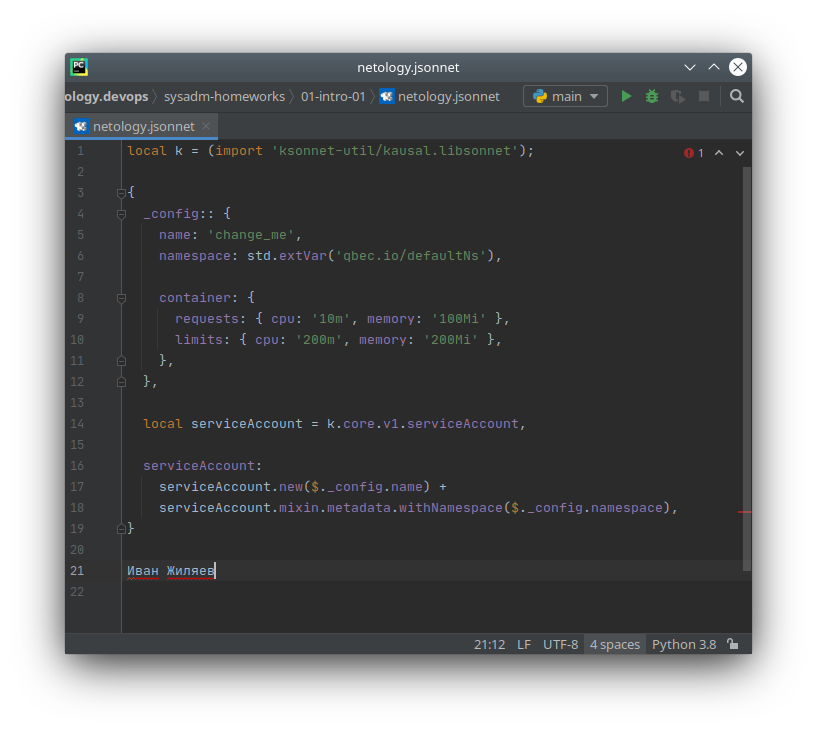 PC
netology.jsonnet
ology.devops sysadm-homeworks 01-intro-01 netology.jsonnet main
netology.jsonnet
1 local k = (import 'ksonnet-util/kausal.libsonnet'); 1
2
3 {
4   _config:: {
5     name: 'change_me',
6     namespace: std.extVar('qbec.io/defaultNs'),
7
8     container: {
9       requests: { cpu: '10m', memory: '100Mi' },
10       limits: { cpu: '200m', memory: '200Mi' },
11     },
12   },
13
14   local serviceAccount = k.core.v1.serviceAccount,
15
16   serviceAccount:
17     serviceAccount.new($._config.name) +
18     serviceAccount.mixin.metadata.withNamespace($._config.namespace),
19 }
20
21 Иван Жиляев
22
21:12 LF UTF-8 4 spaces Python 3.8